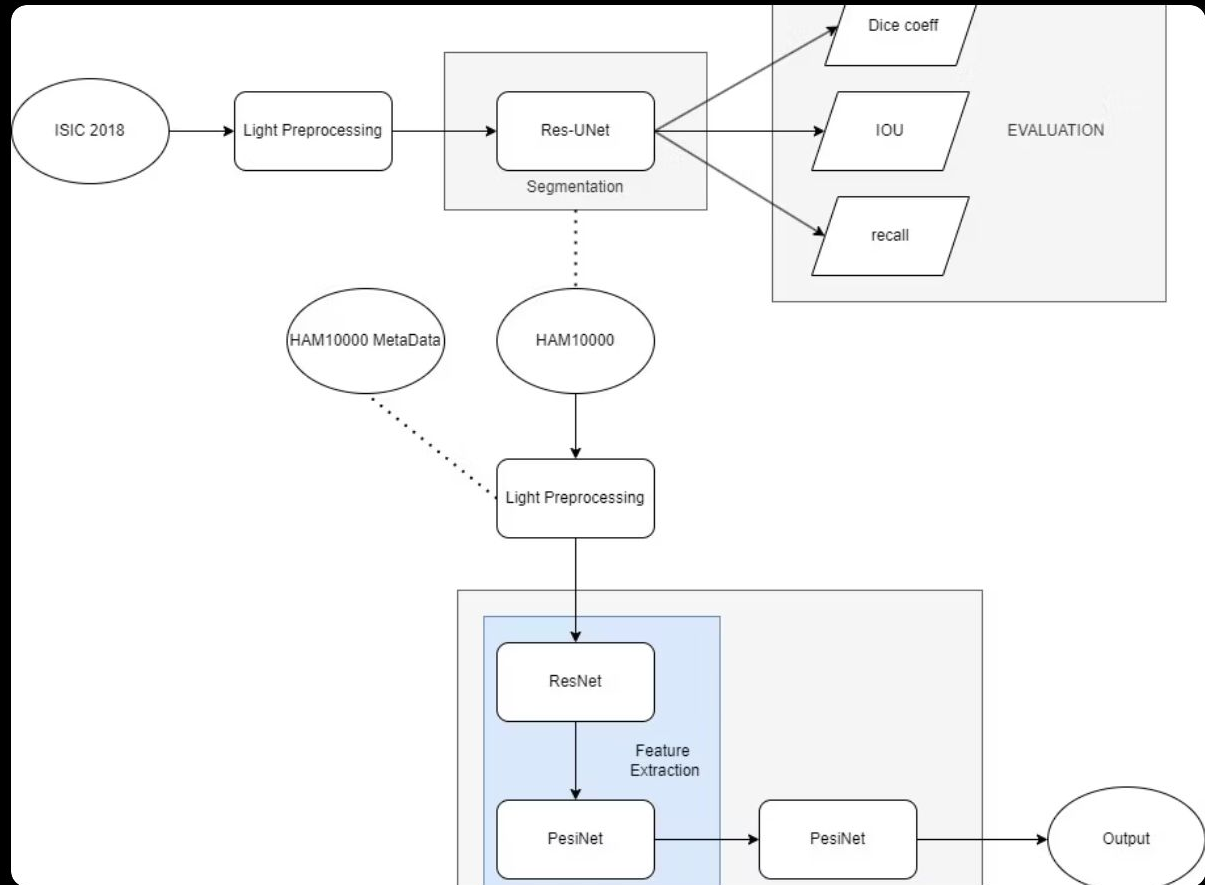 Dice coeff
ISIC 2018
Light Preprocessing
Res-UNet
IOU
EVALUATION
Segmentation
recall
HAM10000 MetaData
HAM10000
Light Preprocessing
ResNet
Feature
Extraction
PesiNet
PesiNet
Output